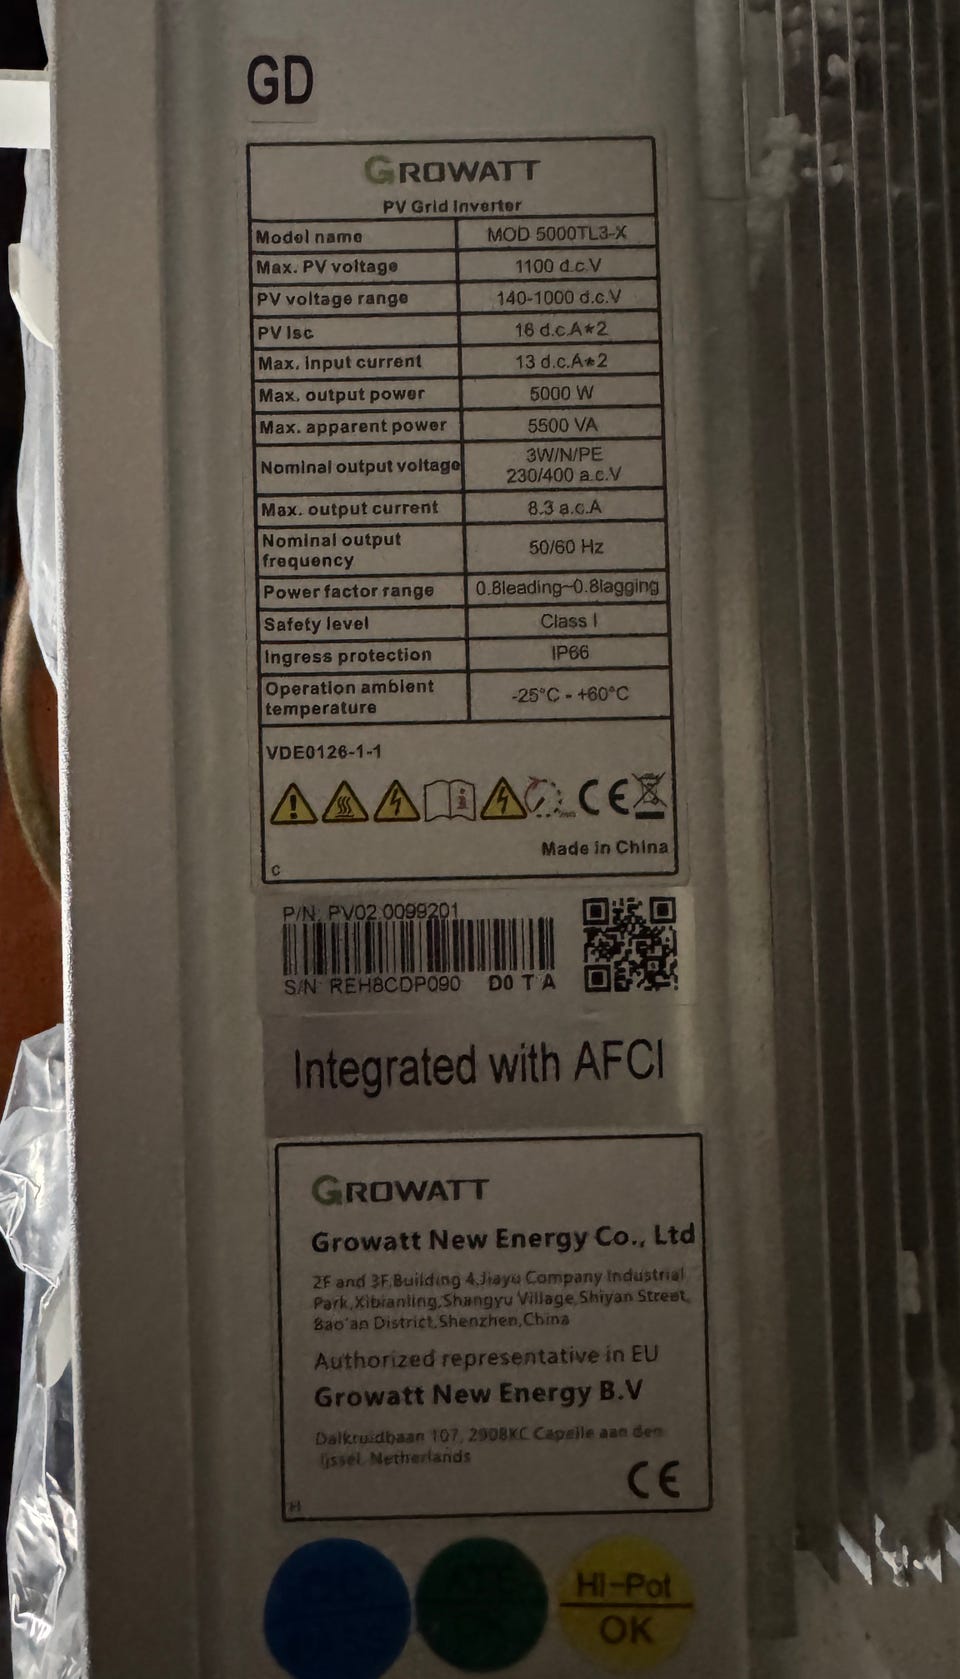 GD
GROWATT
PV Grid Inverter
Model name MOD 5000TL3-X
Max. PV voltage 1100 d.c.V
PV voltage range 140-1000 d.c.V
PV Isc 18 d.c.A*2
Max. input current 13 d.c.A*2
Max. output power 5000 W
Max. apparent power 5500 VA
Nominal output voltage 3W/N/PE
230/400 a.c.V
Max. output current 8.3 a.c.A
Nominal output
frequency 50/60 Hz
Power factor range 0.8leading~0.8lagging
Safety level Class I
Ingress protection IP66
Operation ambient
temperature -25°C - +60°C
VDE0126-1-1
CE
Made in China
C
P/N: PV02.0099201
S/N: REH8CDP090 D0 T A
Integrated with AFCI
GROWATT
Growatt New Energy Co., Ltd
2F and 3F,Building 4,Jiayu Company Industrial
Park,Xibianling,Shangyu Village,Shiyan Street,
Bao'an District,Shenzhen,China
Authorized representative in EU
Growatt New Energy B.V
Dalkruidbaan 107, 2908KC Capelle aan den
Ijssel, Netherlands
CE
H
HI-Pot
OK